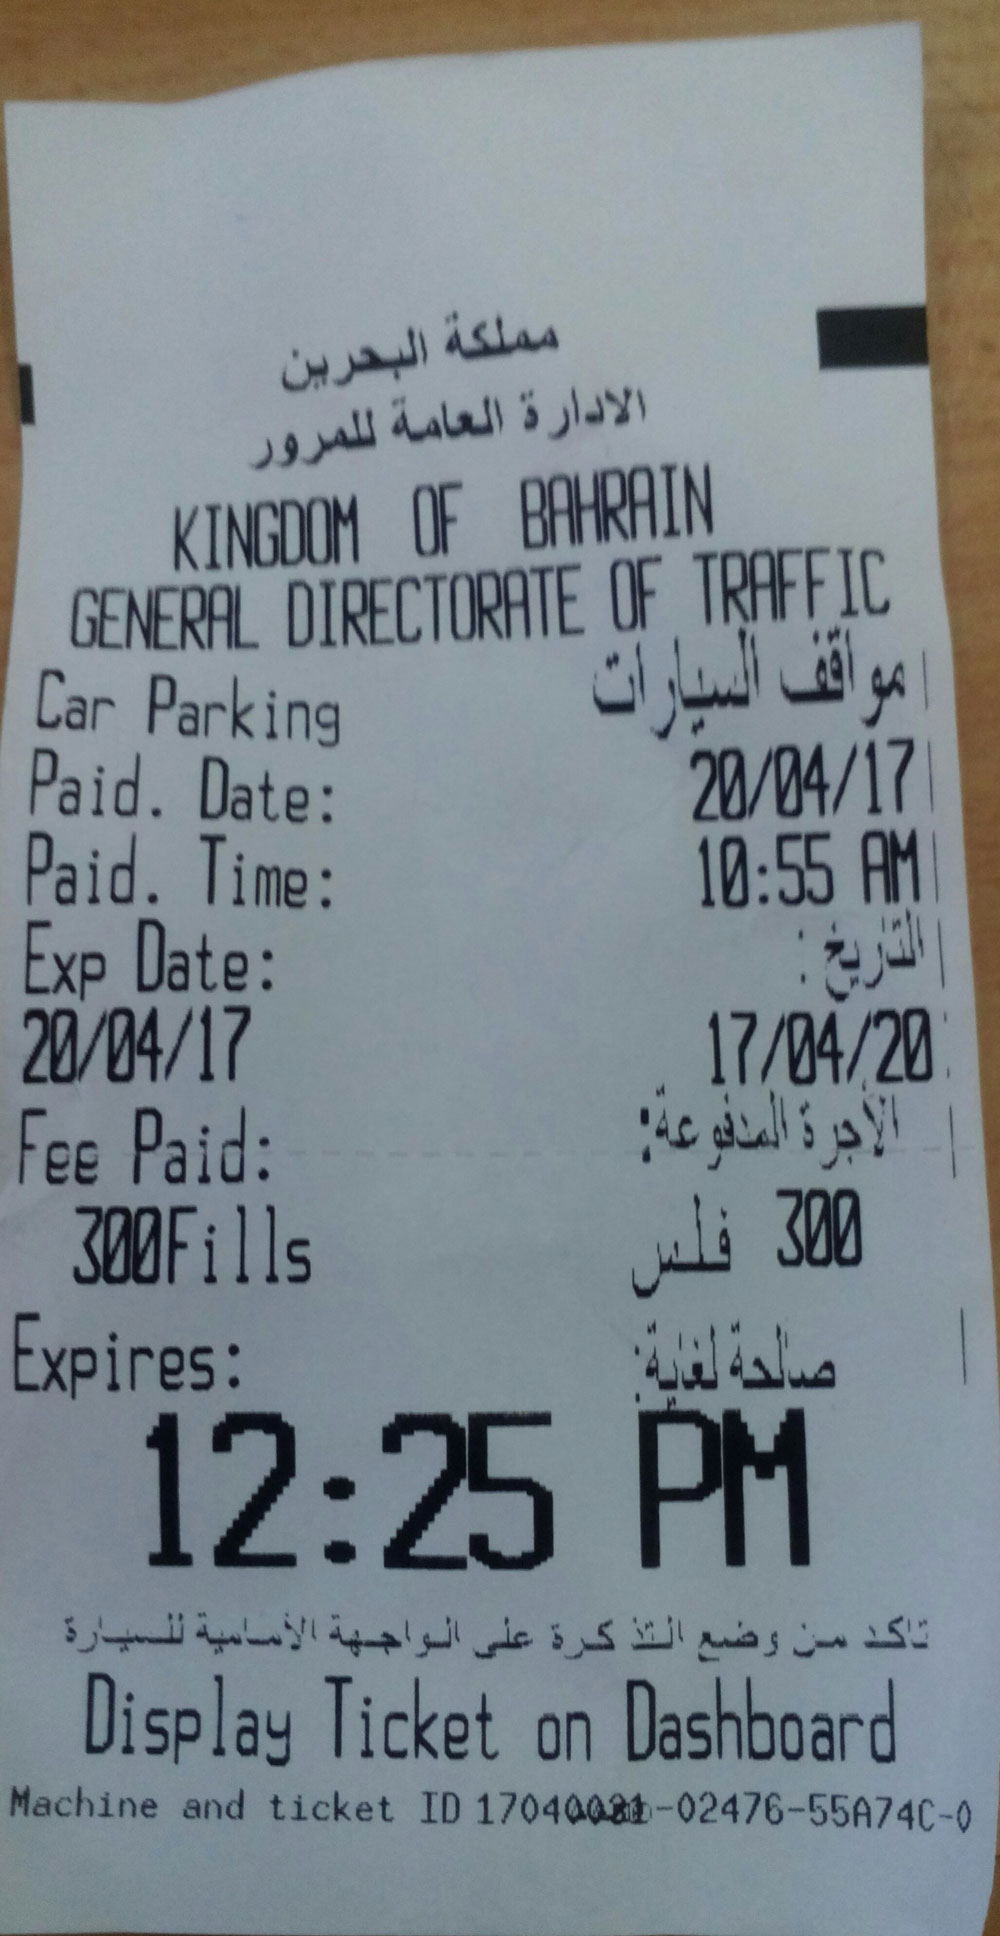 مملكة البحرين
الادارة العامة للمرور
KINGDOM OF BAHRAIN
GENERAL DIRECTORATE OF TRAFFIC
Car Parking مواقف السيارات
Paid. Date: 20/04/17
Paid. Time: 10:55 AM
Exp Date: التاريخ :
20/04/17 17/04/20
Fee Paid: الأجرة المدفوعة:
300Fills 300 فلس
Expires: صالحة لغاية:
12:25 PM
تاكد من وضع التذكرة على الواجهة الأمامية للسيارة
Display Ticket on Dashboard
Machine and ticket ID -02476-55A74C-0